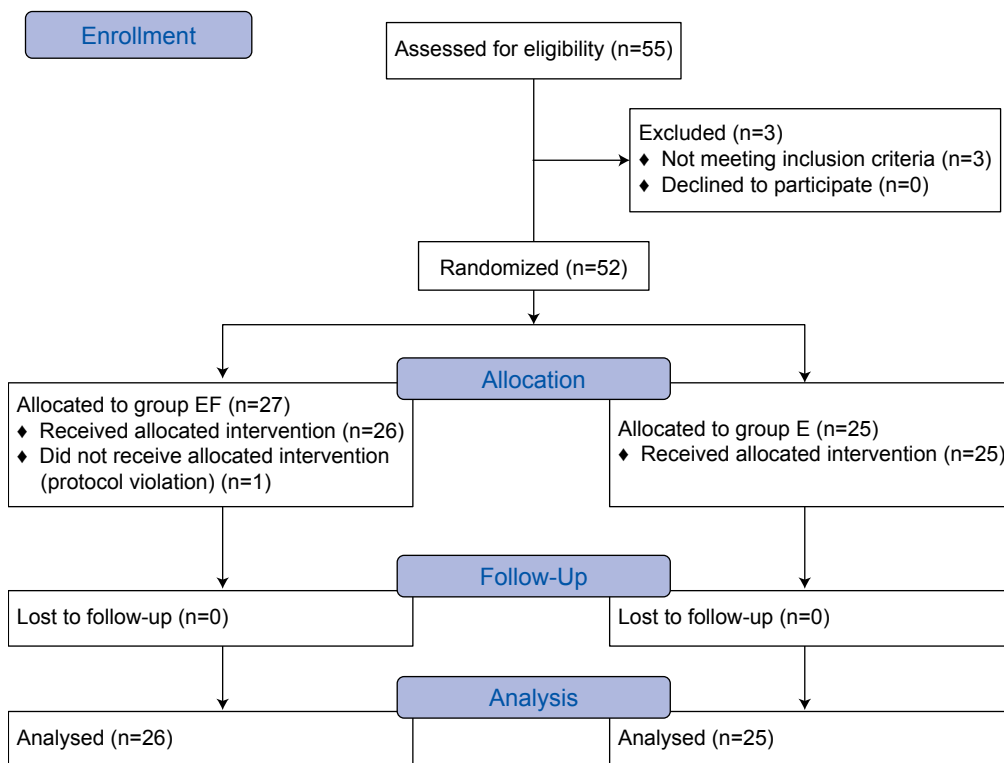 Enrollment
Assessed for eligibility (n=55)
Excluded (n=3)
♦ Not meeting inclusion criteria (n=3)
♦ Declined to participate (n=0)
Randomized (n=52)
Allocation
Allocated to group EF (n=27)
♦ Received allocated intervention (n=26)
♦ Did not receive allocated intervention
(protocol violation) (n=1)
Allocated to group E (n=25)
♦ Received allocated intervention (n=25)
Follow-Up
Lost to follow-up (n=0)
Lost to follow-up (n=0)
Analysis
Analysed (n=26)
Analysed (n=25)